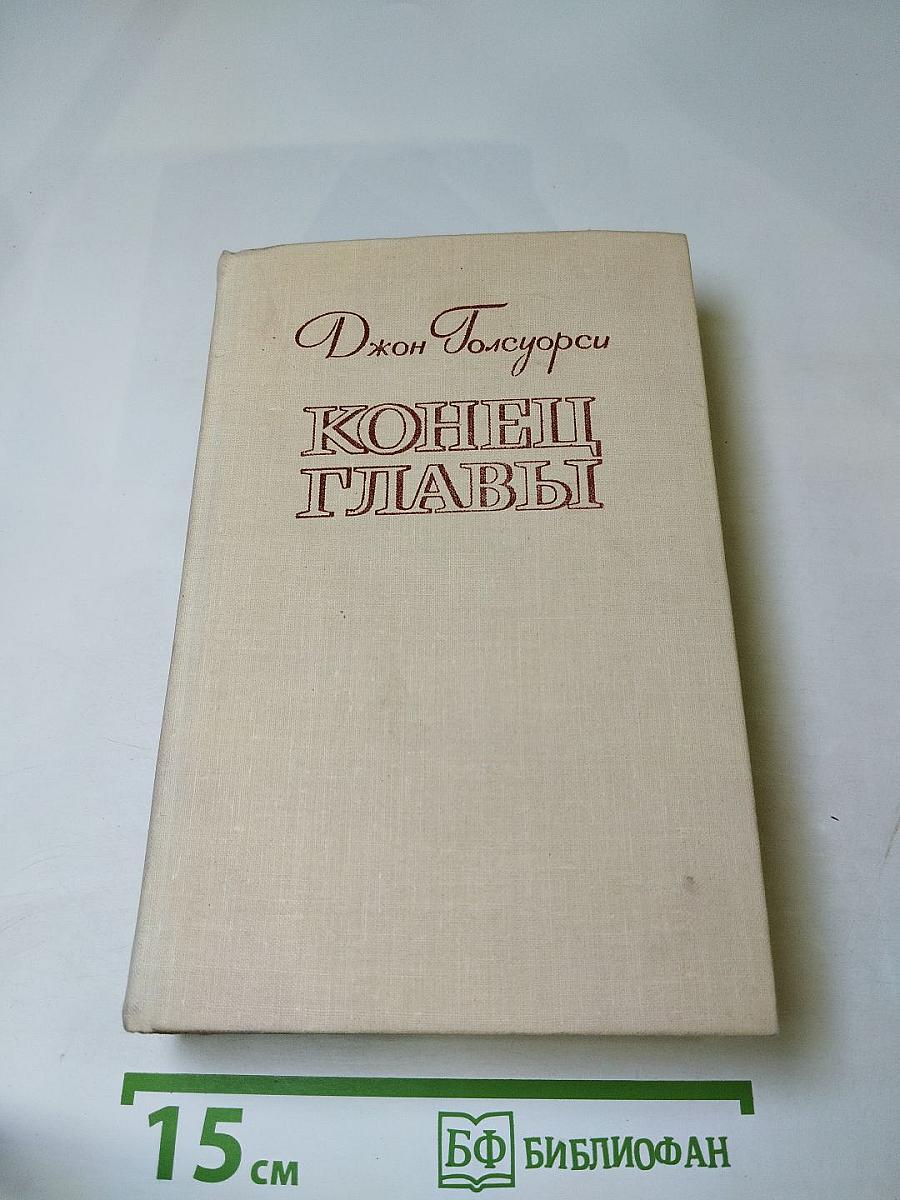 Джон Голсуорси
КОНЕЦ
ГЛАВЫ
15 см
БФ БИБЛИОФАН